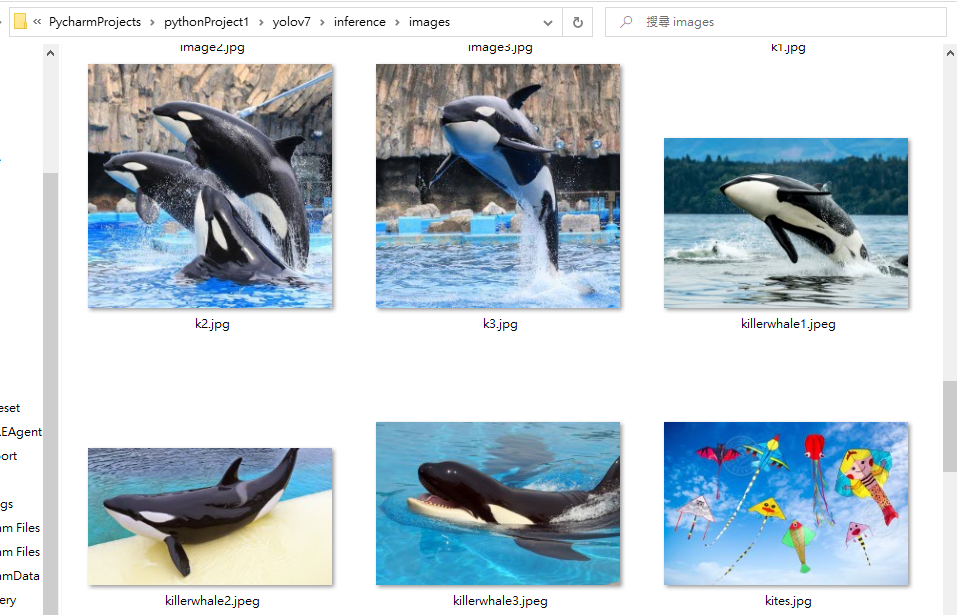 « PycharmProjects > pythonProject1 > yolov7 > inference > images
搜尋 images
image2.jpg
image3.jpg
k1.jpg
k2.jpg
k3.jpg
killerwhale1.jpeg
eset
.EAgent
ort
gs
am Files
am Files
amData
ery
killerwhale2.jpeg
killerwhale3.jpeg
kites.jpg